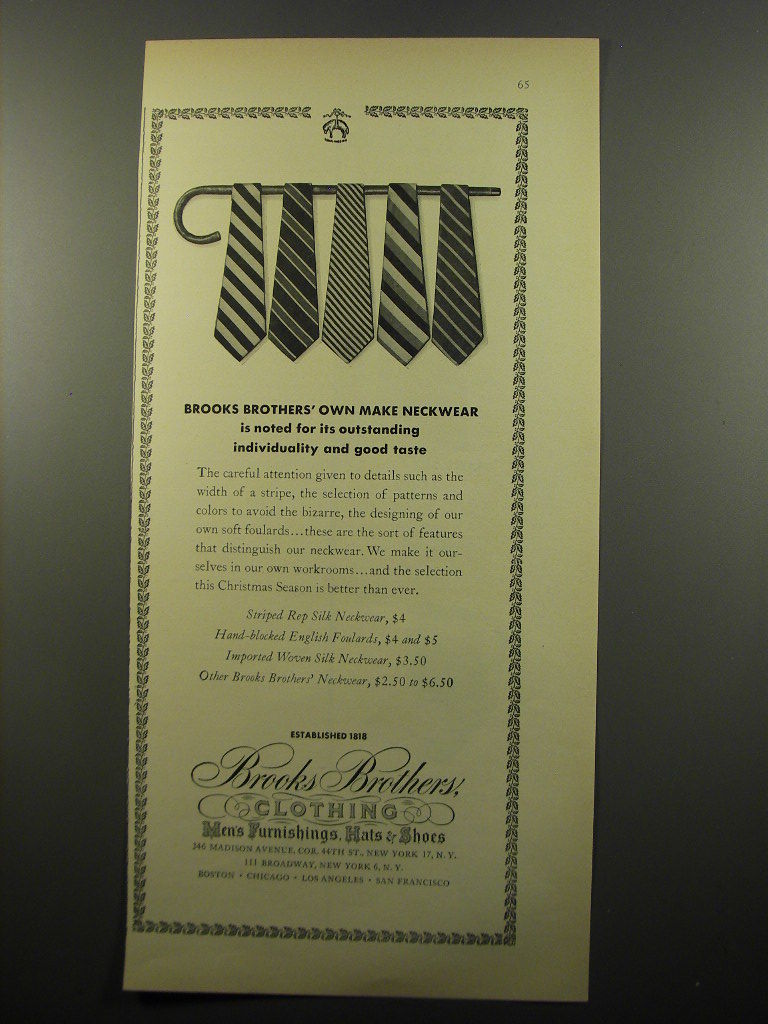 65
BROOKS BROTHERS' OWN MAKE NECKWEAR
is noted for its outstanding
individuality and good taste
The careful attention given to details such as the
width of a stripe, the selection of patterns and
colors to avoid the bizarre, the designing of our
own soft foulards...these are the sort of features
that distinguish our neckwear. We make it our-
selves in our own workrooms...and the selection
this Christmas Season is better than ever.
Striped Rep Silk Neckwear, $4
Hand-blocked English Foulards, $4 and $5
Imported Woven Silk Neckwear, $3.50
Other Brooks Brothers' Neckwear, $2.50 to $6.50
ESTABLISHED 1818
Brooks Brothers,
CLOTHING
Men's Furnishings, Hats & Shoes
346 MADISON AVENUE, COR. 44TH ST., NEW YORK 17, N. Y.
111 BROADWAY, NEW YORK 6, N. Y.
BOSTON • CHICAGO • LOS ANGELES • SAN FRANCISCO